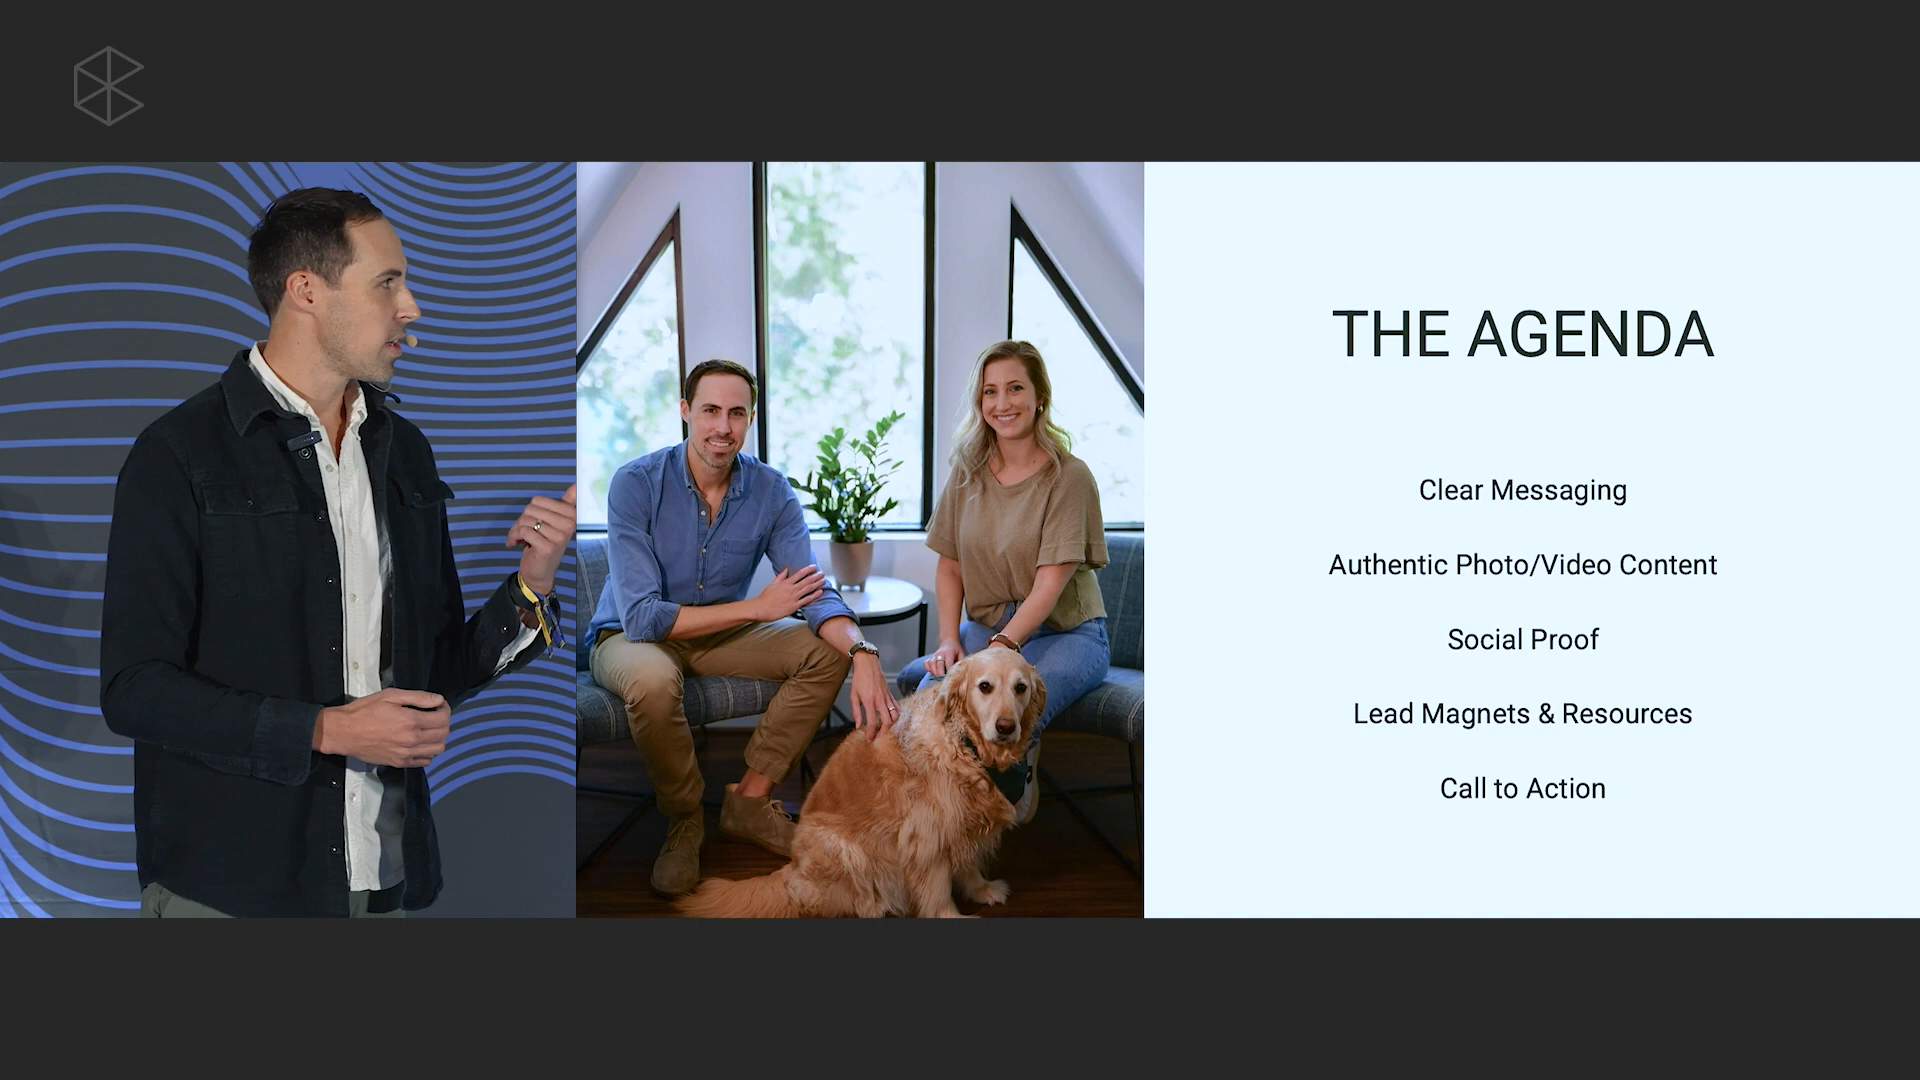 THE AGENDA
Clear Messaging
Authentic Photo/Video Content
Social Proof
Lead Magnets & Resources
Call to Action